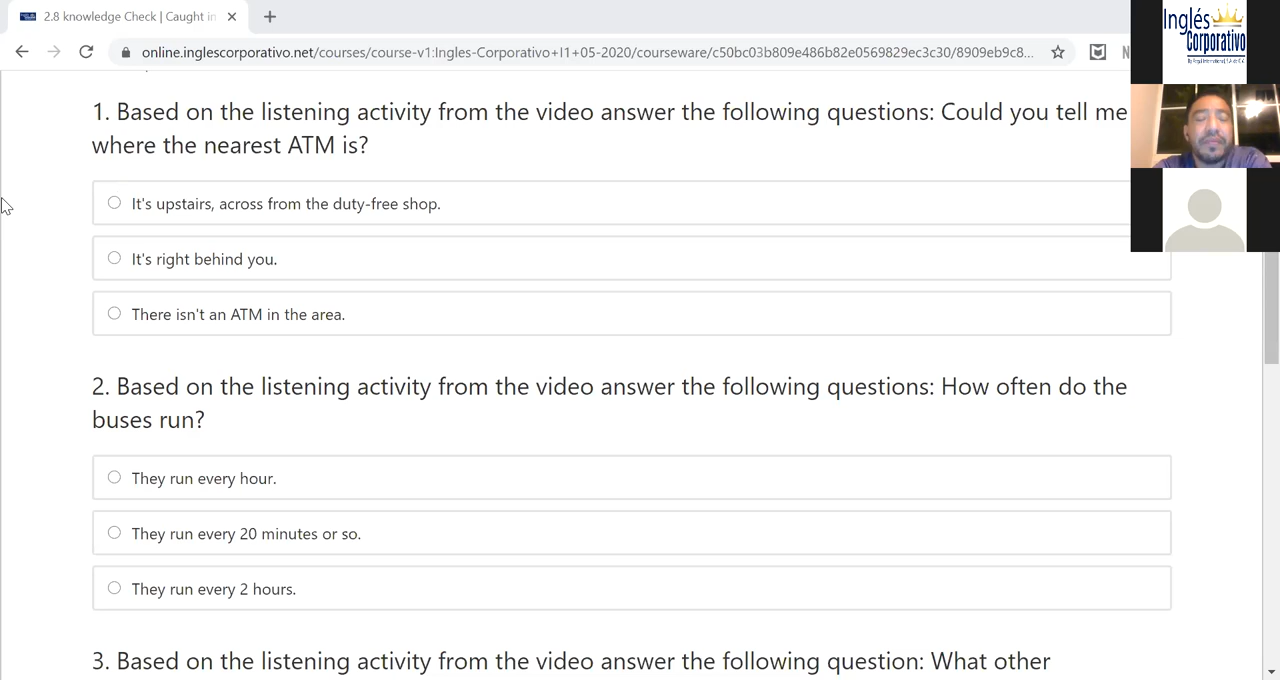 2.8 knowledge Check | Caught in
online.inglescorporativo.net/courses/course-v1:Ingles-Corporativo+I1+05-2020/courseware/c50bc03b809e486b82e0569829ec3c30/8909eb9c8...
N
Inglés
Corporativo
1. Based on the listening activity from the video answer the following questions: Could you tell me
where the nearest ATM is?
It's upstairs, across from the duty-free shop.
It's right behind you.
There isn't an ATM in the area.
2. Based on the listening activity from the video answer the following questions: How often do the
buses run?
They run every hour.
They run every 20 minutes or so.
They run every 2 hours.
3. Based on the listening activity from the video answer the following question: What other